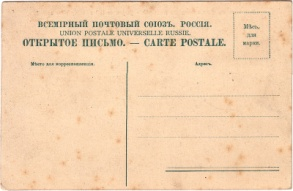 ВСЕМІРНЫЙ ПОЧТОВЫЙ СОЮЗЪ. РОССІЯ.
UNION POSTALE UNIVERSELLE RUSSIE.
ОТКРЫТОЕ ПИСЬМО. — CARTE POSTALE.
Мѣсто для корреспонденціи.
Адресъ.
Мѣсто
для
марки.